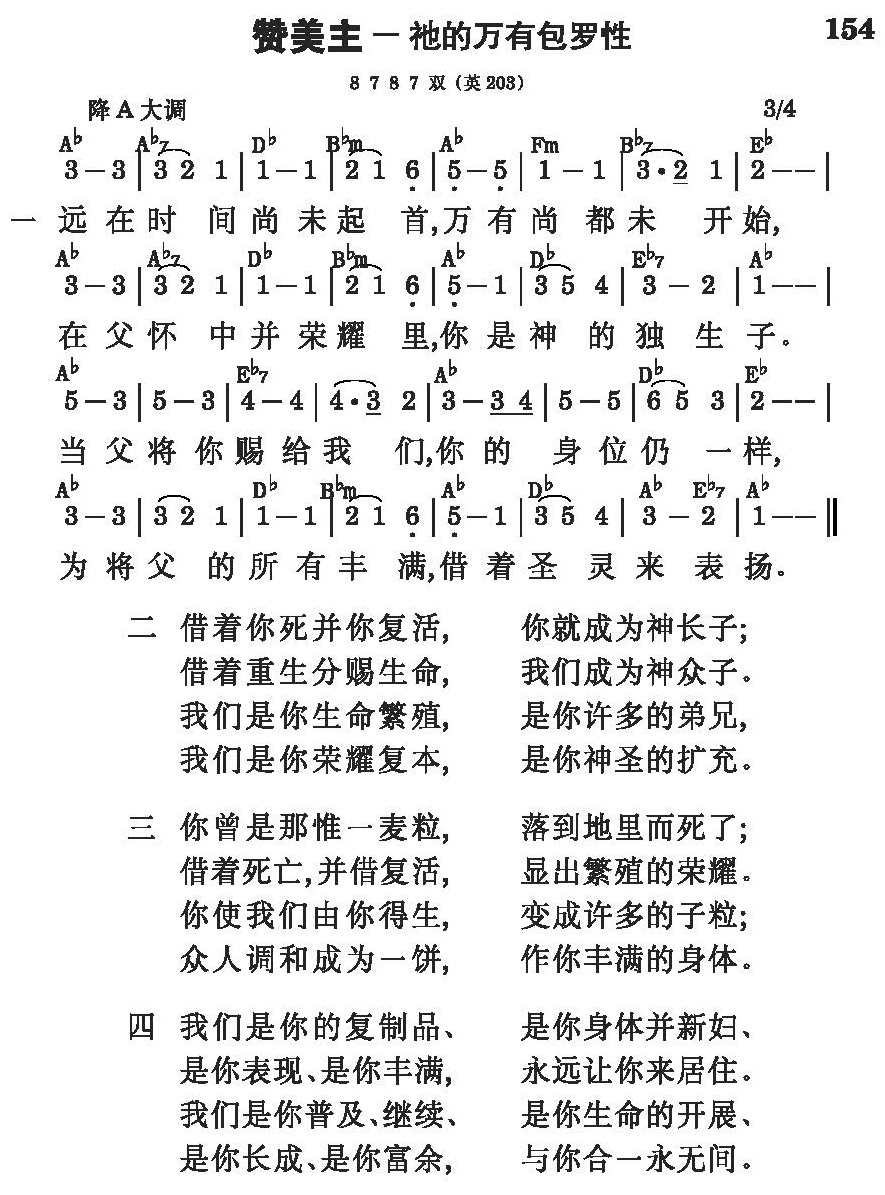 赞美主－祂的万有包罗性 154
8 7 8 7 双（英 203）
降 A 大调 3/4
A♭ A♭7 D♭ B♭m A♭ Fm B♭7 E♭
3－3 | 3 2 1 | 1－1 | 2 1 6̣ | 5̣－5̣ | 1－1 | 3·2 1 | 2－－ |
一 远在时间尚未起首,万有尚都未开始,
A♭ A♭7 D♭ B♭m A♭ D♭ E♭7 A♭
3－3 | 3 2 1 | 1－1 | 2 1 6̣ | 5̣－1 | 3 5 4 | 3－2 | 1－－ |
在父怀中并荣耀里,你是神的独生子。
A♭ E♭7 A♭ D♭ E♭
5－3 | 5－3 | 4－4 | 4·3 2 | 3－3 4 | 5－5 | 6 5 3 | 2－－ |
当父将你赐给我们,你的身位仍一样,
A♭ D♭ B♭m A♭ D♭ A♭ E♭7 A♭
3－3 | 3 2 1 | 1－1 | 2 1 6̣ | 5̣－1 | 3 5 4 | 3－2 | 1－－ ‖
为将父的所有丰满,借着圣灵来表扬。
二 借着你死并你复活, 你就成为神长子;
借着重生分赐生命, 我们成为神众子。
我们是你生命繁殖, 是你许多的弟兄,
我们是你荣耀复本, 是你神圣的扩充。
三 你曾是那惟一麦粒, 落到地里而死了;
借着死亡,并借复活, 显出繁殖的荣耀。
你使我们由你得生, 变成许多的子粒;
众人调和成为一饼, 作你丰满的身体。
四 我们是你的复制品、 是你身体并新妇、
是你表现、是你丰满, 永远让你来居住。
我们是你普及、继续、 是你生命的开展、
是你长成、是你富余, 与你合一永无间。